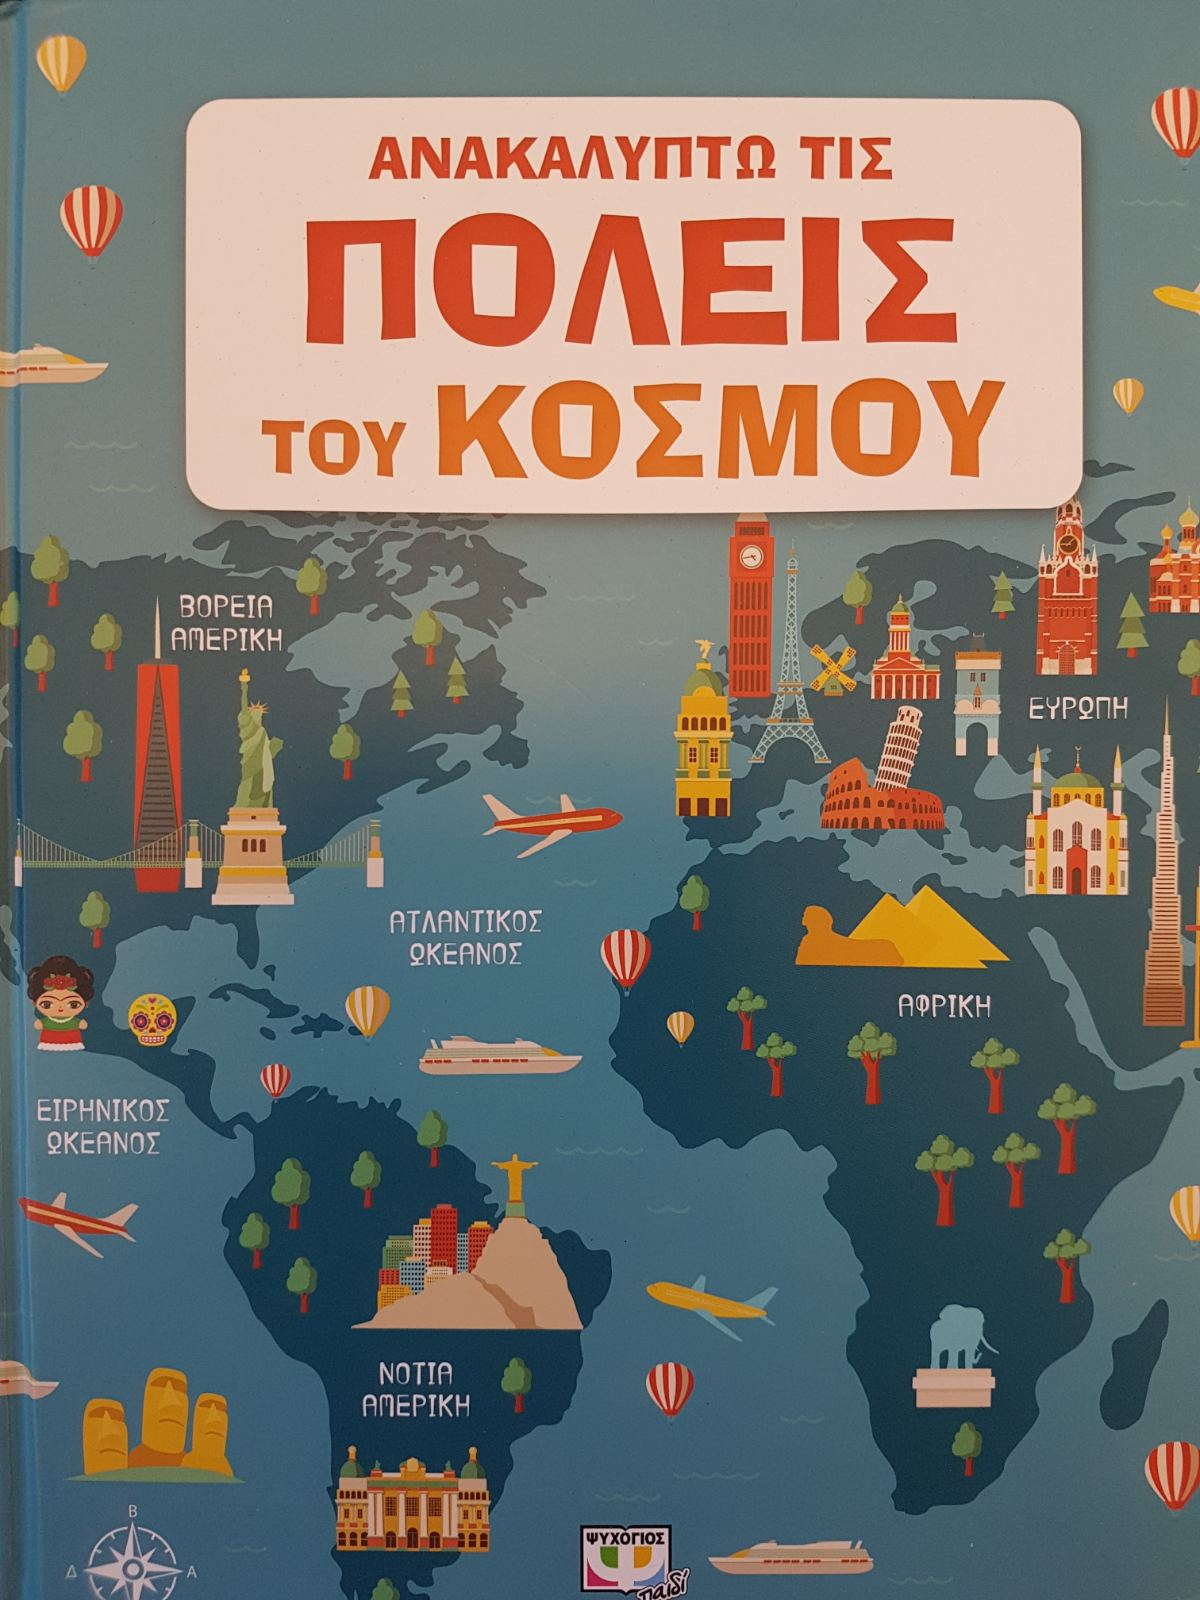 ΑΝΑΚΑΛΥΠΤΩ ΤΙΣ
ΠΟΛΕΙΣ
ΤΟΥ ΚΟΣΜΟΥ
ΒΟΡΕΙΑ
ΑΜΕΡΙΚΗ
ΕΥΡΩΠΗ
ΑΤΛΑΝΤΙΚΟΣ
ΩΚΕΑΝΟΣ
ΑΦΡΙΚΗ
ΕΙΡΗΝΙΚΟΣ
ΩΚΕΑΝΟΣ
ΝΟΤΙΑ
ΑΜΕΡΙΚΗ
Β
Δ
Α
ΨΥΧΟΓΙΟΣ
παιδί